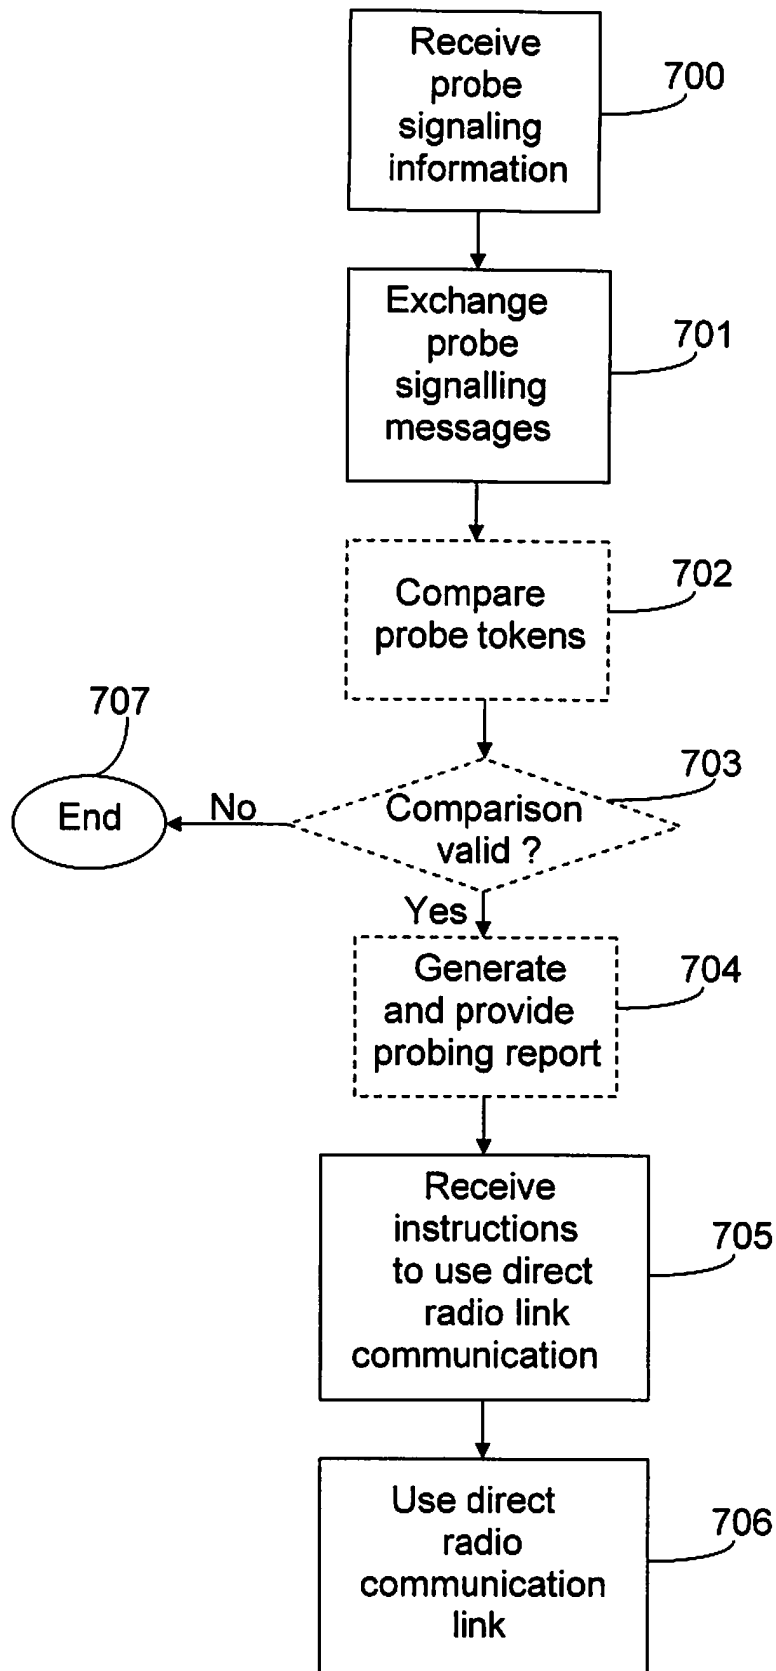 Receive
probe
signaling
information
700
Exchange
probe
signalling
messages
701
Compare
probe tokens
702
707
End
No
703
Comparison
valid ?
Yes
Generate
and provide
probing report
704
Receive
instructions
to use direct
radio link
communication
705
Use direct
radio
communication
link
706